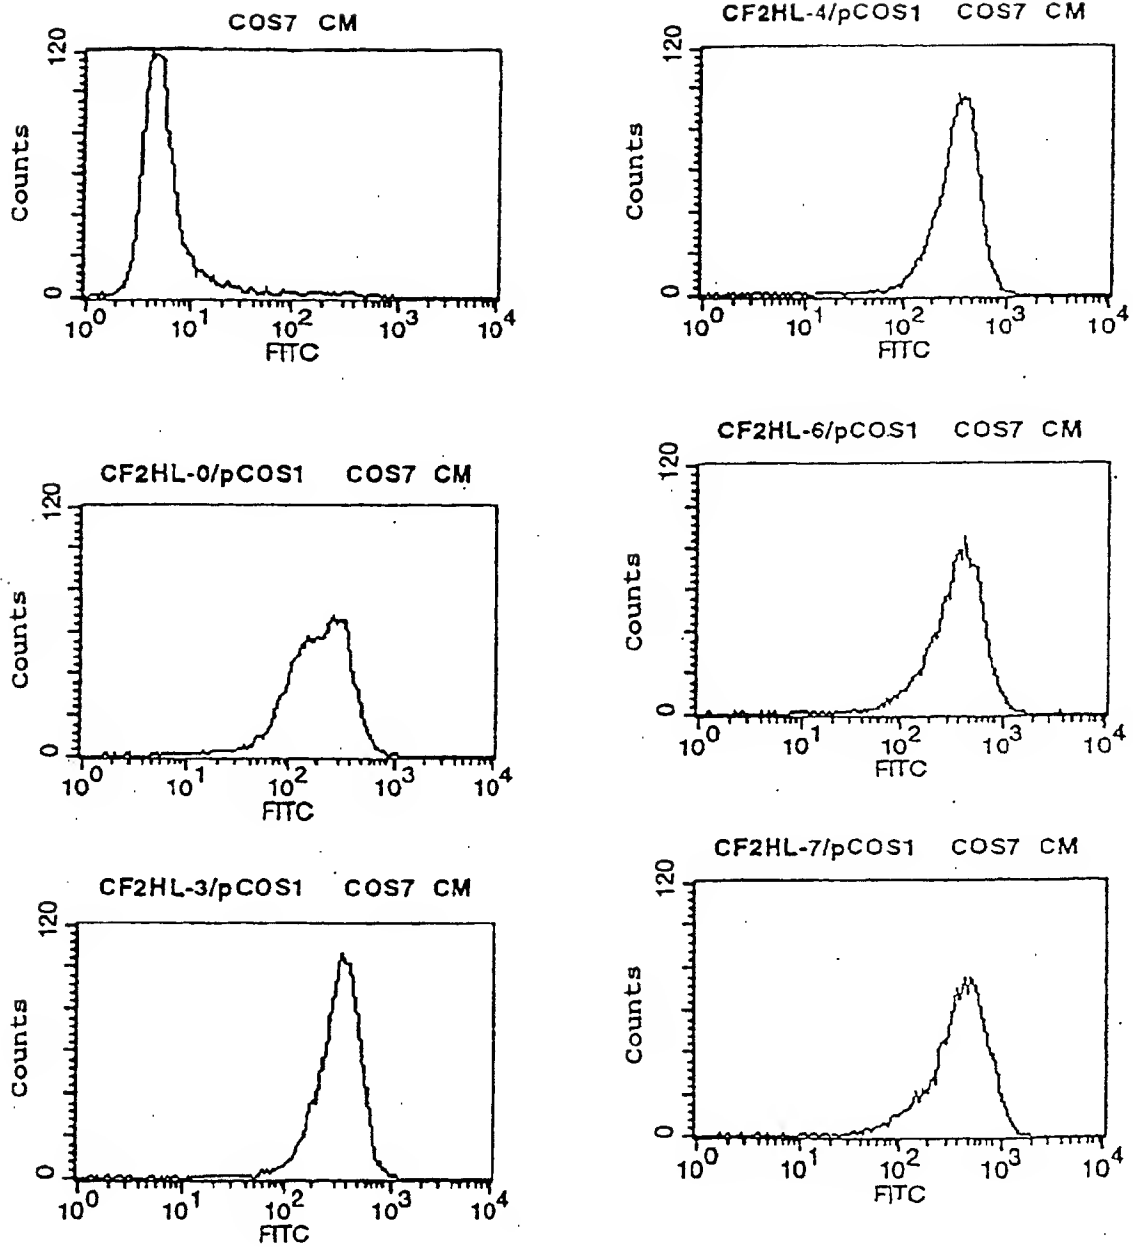 COS7 CM
120
Counts
0
10^0 10^1 10^2 10^3 10^4
FITC
CF2HL-0/pCOS1 COS7 CM
120
Counts
0
10^0 10^1 10^2 10^3 10^4
FITC
CF2HL-3/pCOS1 COS7 CM
120
Counts
0
10^0 10^1 10^2 10^3 10^4
FITC
CF2HL-4/pCOS1 COS7 CM
120
Counts
0
10^0 10^1 10^2 10^3 10^4
FITC
CF2HL-6/pCOS1 COS7 CM
120
Counts
0
10^0 10^1 10^2 10^3 10^4
FITC
CF2HL-7/pCOS1 COS7 CM
120
Counts
0
10^0 10^1 10^2 10^3 10^4
FITC